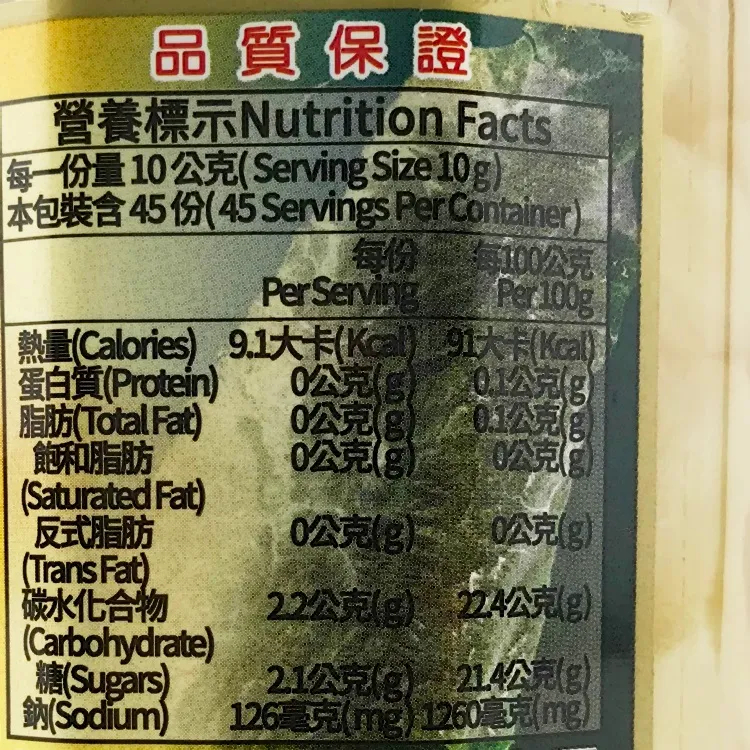 品質保證
營養標示Nutrition Facts
每一份量10公克(Serving Size 10g)
本包裝含45份(45 Servings Per Container)
每份 每100公克
Per Serving Per 100g
熱量(Calories) 9.1大卡(Kcal) 91大卡(Kcal)
蛋白質(Protein) 0公克(g) 0.1公克(g)
脂肪(Total Fat) 0公克(g) 0.1公克(g)
飽和脂肪 0公克(g) 0公克(g)
(Saturated Fat)
反式脂肪 0公克(g) 0公克(g)
(Trans Fat)
碳水化合物 2.2公克(g) 22.4公克(g)
(Carbohydrate)
糖(Sugars) 2.1公克(g) 21.4公克(g)
鈉(Sodium) 126毫克(mg) 1260毫克(mg)